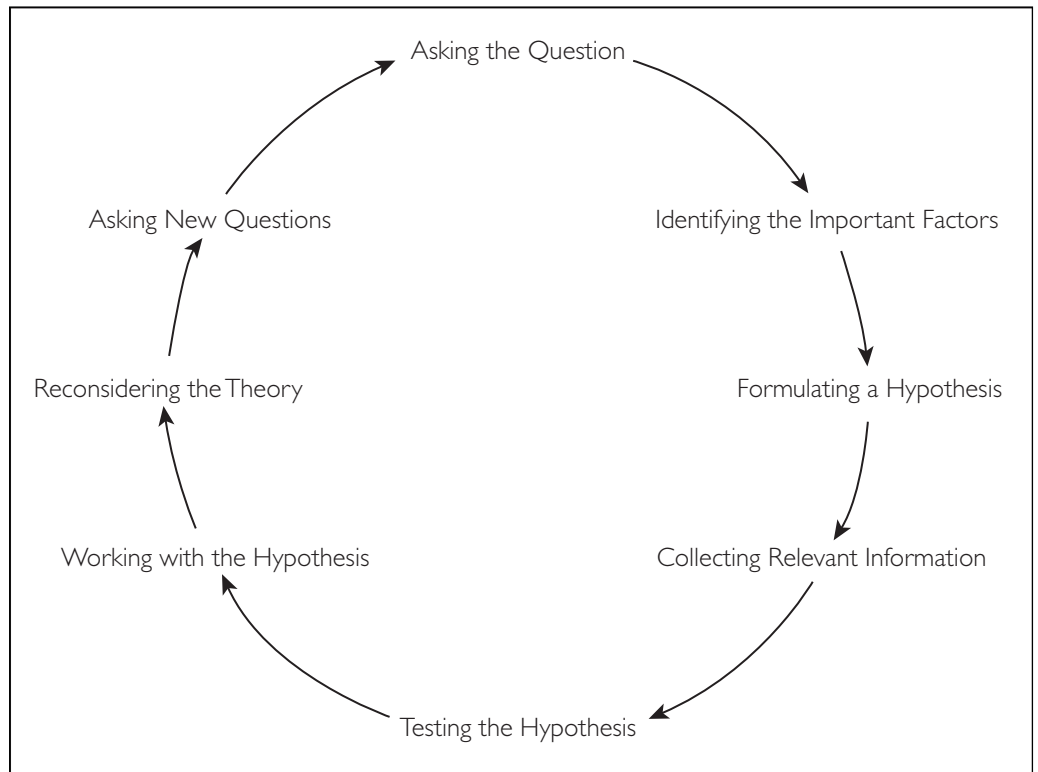 Asking the Question
Identifying the Important Factors
Formulating a Hypothesis
Collecting Relevant Information
Testing the Hypothesis
Working with the Hypothesis
Reconsidering the Theory
Asking New Questions